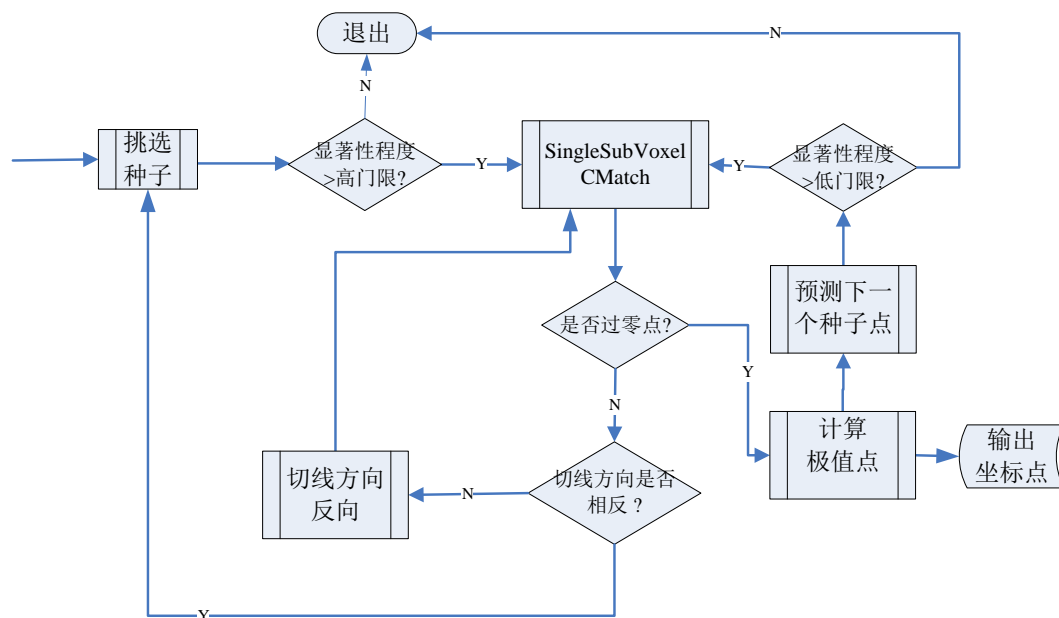 退出
N
N
挑选
种子
显著性程度
>高门限?
Y
SingleSubVoxel
CMatch
Y
显著性程度
>低门限?
预测下一
个种子点
是否过零点?
Y
N
计算
极值点
输出
坐标点
切线方向
反向
N
切线方向是否
相反？
Y